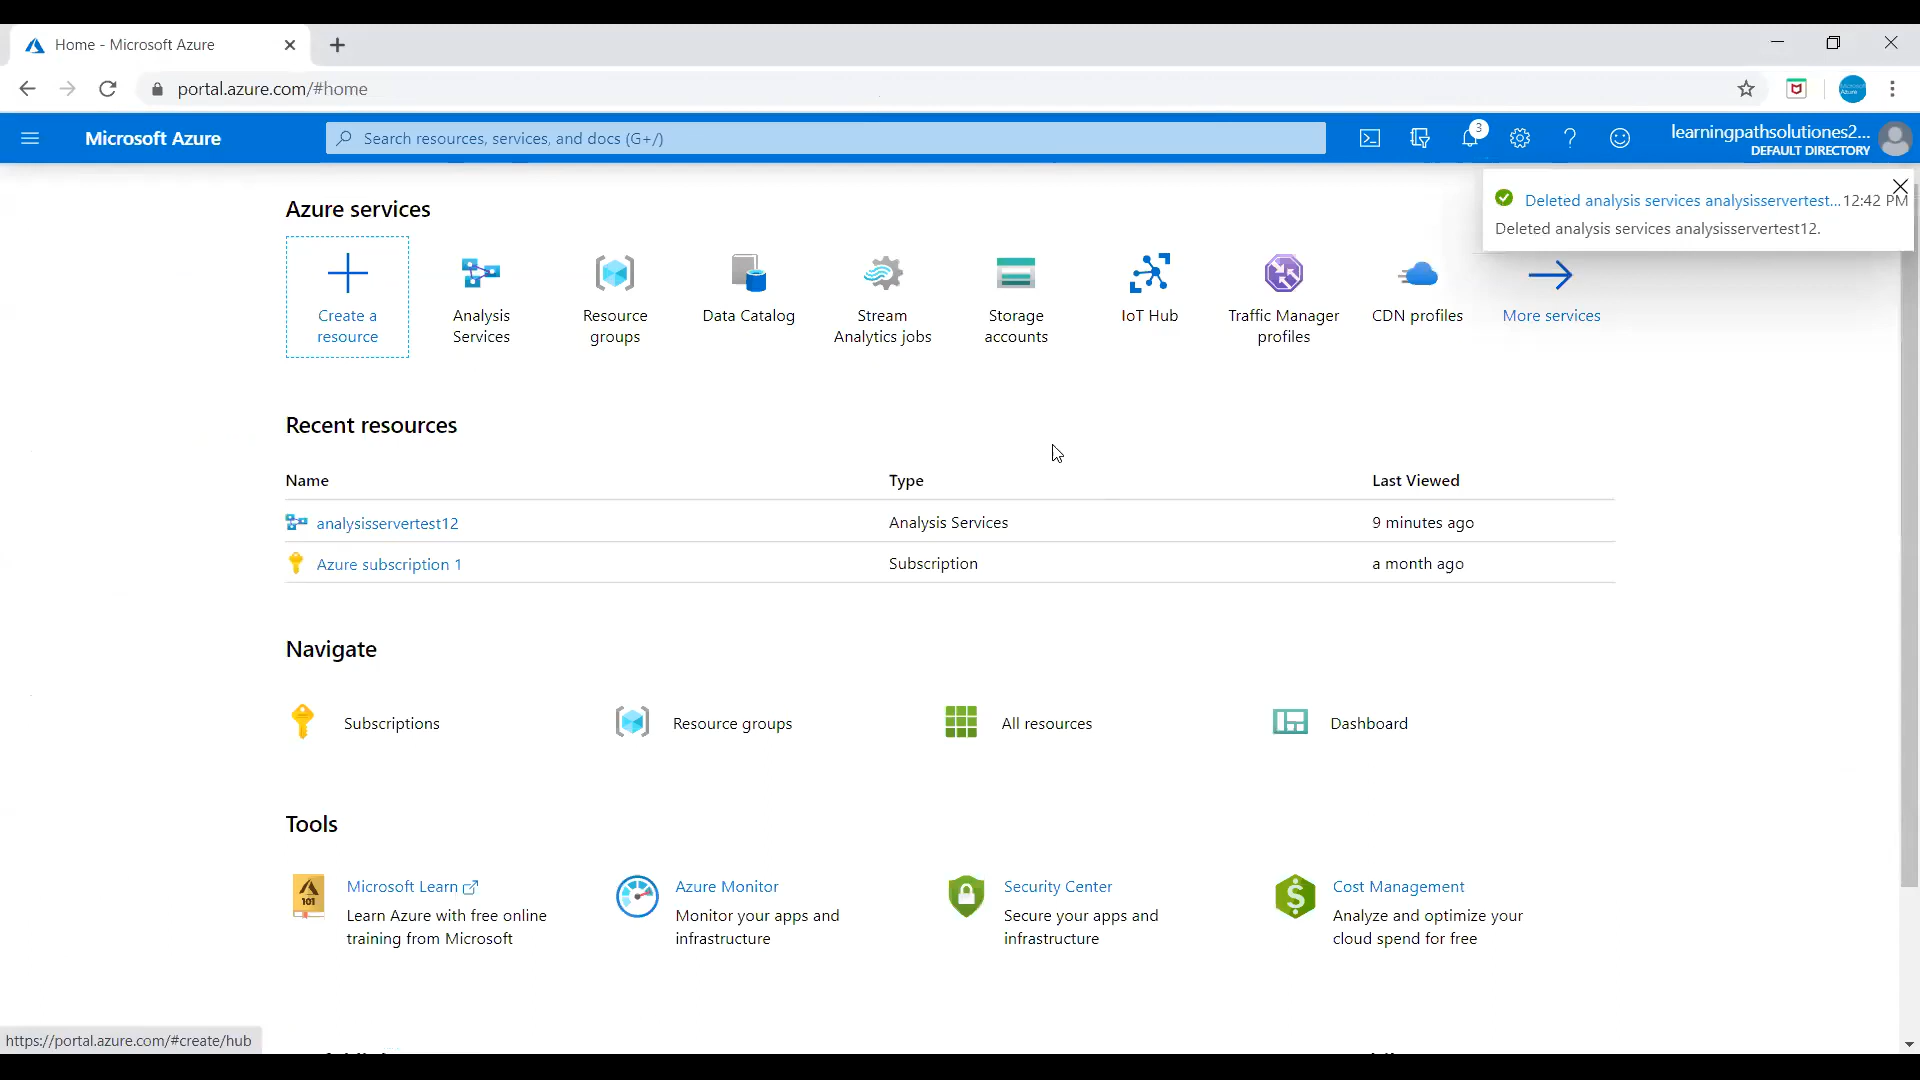 Home - Microsoft Azure
portal.azure.com/#home
Microsoft Azure
Search resources, services, and docs (G+/)
3
learningpathsolutiones2...
DEFAULT DIRECTORY
Deleted analysis services analysisservertest... 12:42 PM
Deleted analysis services analysisservertest12.
Azure services
Create a
resource
Analysis
Services
Resource
groups
Data Catalog
Stream
Analytics jobs
Storage
accounts
IoT Hub
Traffic Manager
profiles
CDN profiles
More services
Recent resources
Name Type Last Viewed
analysisservertest12 Analysis Services 9 minutes ago
Azure subscription 1 Subscription a month ago
Navigate
Subscriptions Resource groups All resources Dashboard
Tools
101
Microsoft Learn
Learn Azure with free online
training from Microsoft
Azure Monitor
Monitor your apps and
infrastructure
Security Center
Secure your apps and
infrastructure
Cost Management
Analyze and optimize your
cloud spend for free
https://portal.azure.com/#create/hub